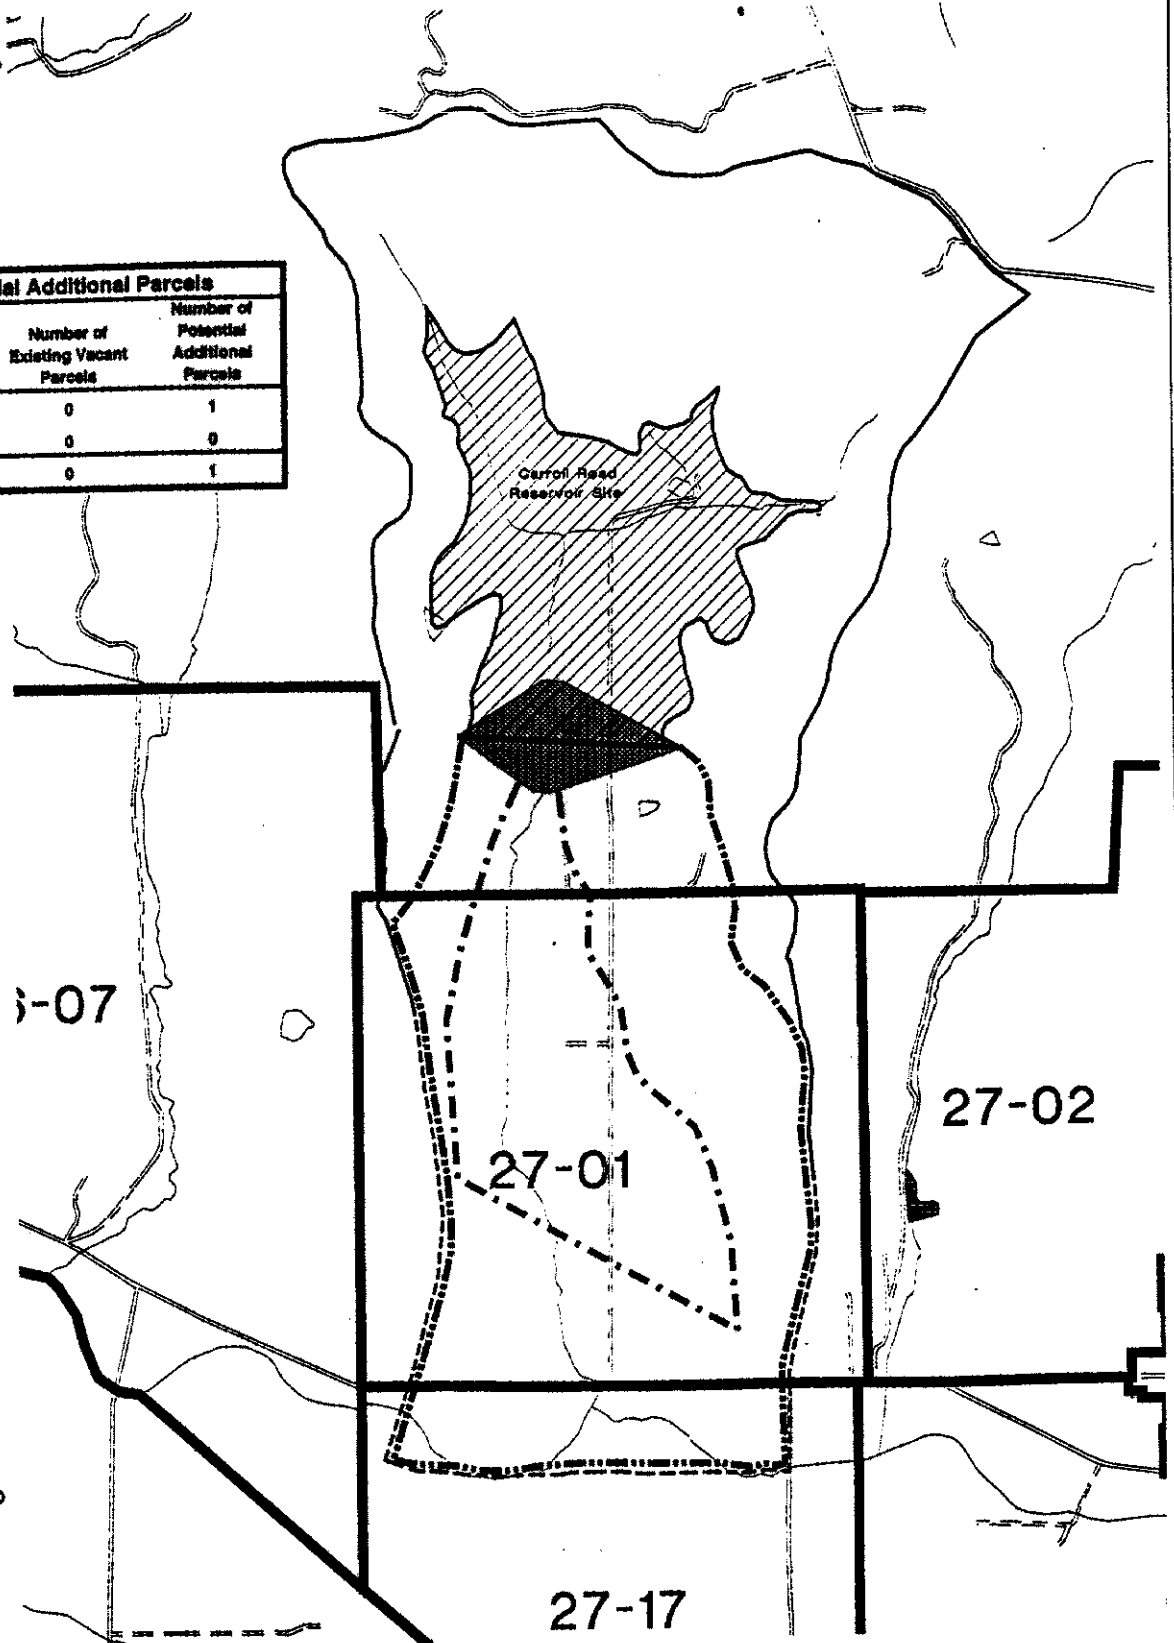 ial Additional Parcels
Number of
Existing Vacant
Parcels
Number of
Potential
Additional
Parcels
0 1
0 0
0 1
Carroll Road
Reservoir Site
-07
27-02
27-01
27-17